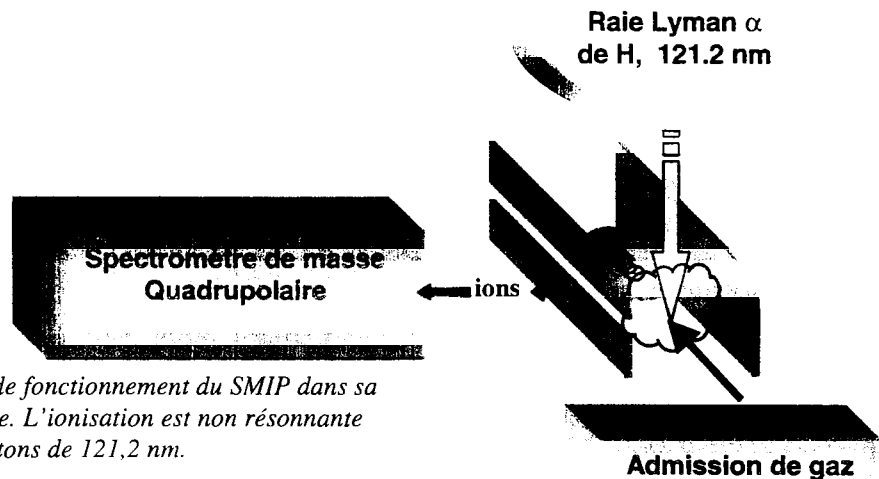 Raie Lyman α
de H, 121.2 nm
Spectromètre de masse
Quadrupolaire
ions
de fonctionnement du SMIP dans sa
e. L'ionisation est non résonnante
tons de 121,2 nm.
Admission de gaz